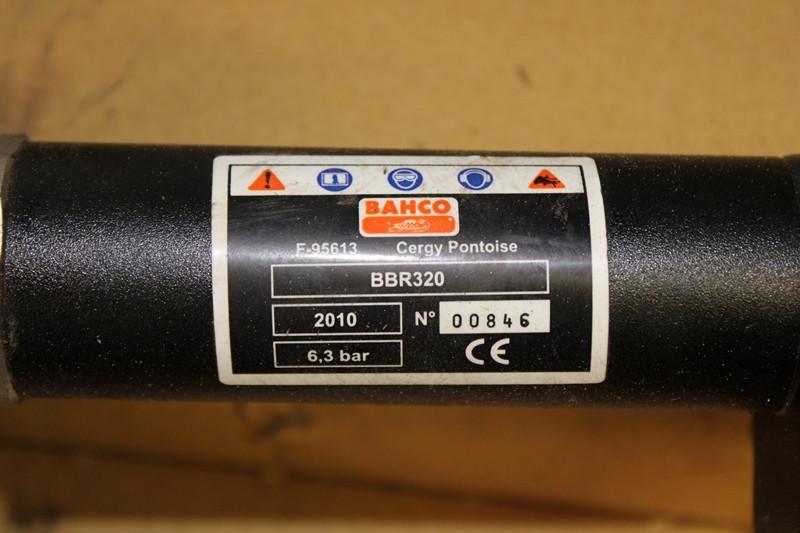 BAHCO
F-95613 Cergy Pontoise
BBR320
2010 N° 00846
6,3 bar CE